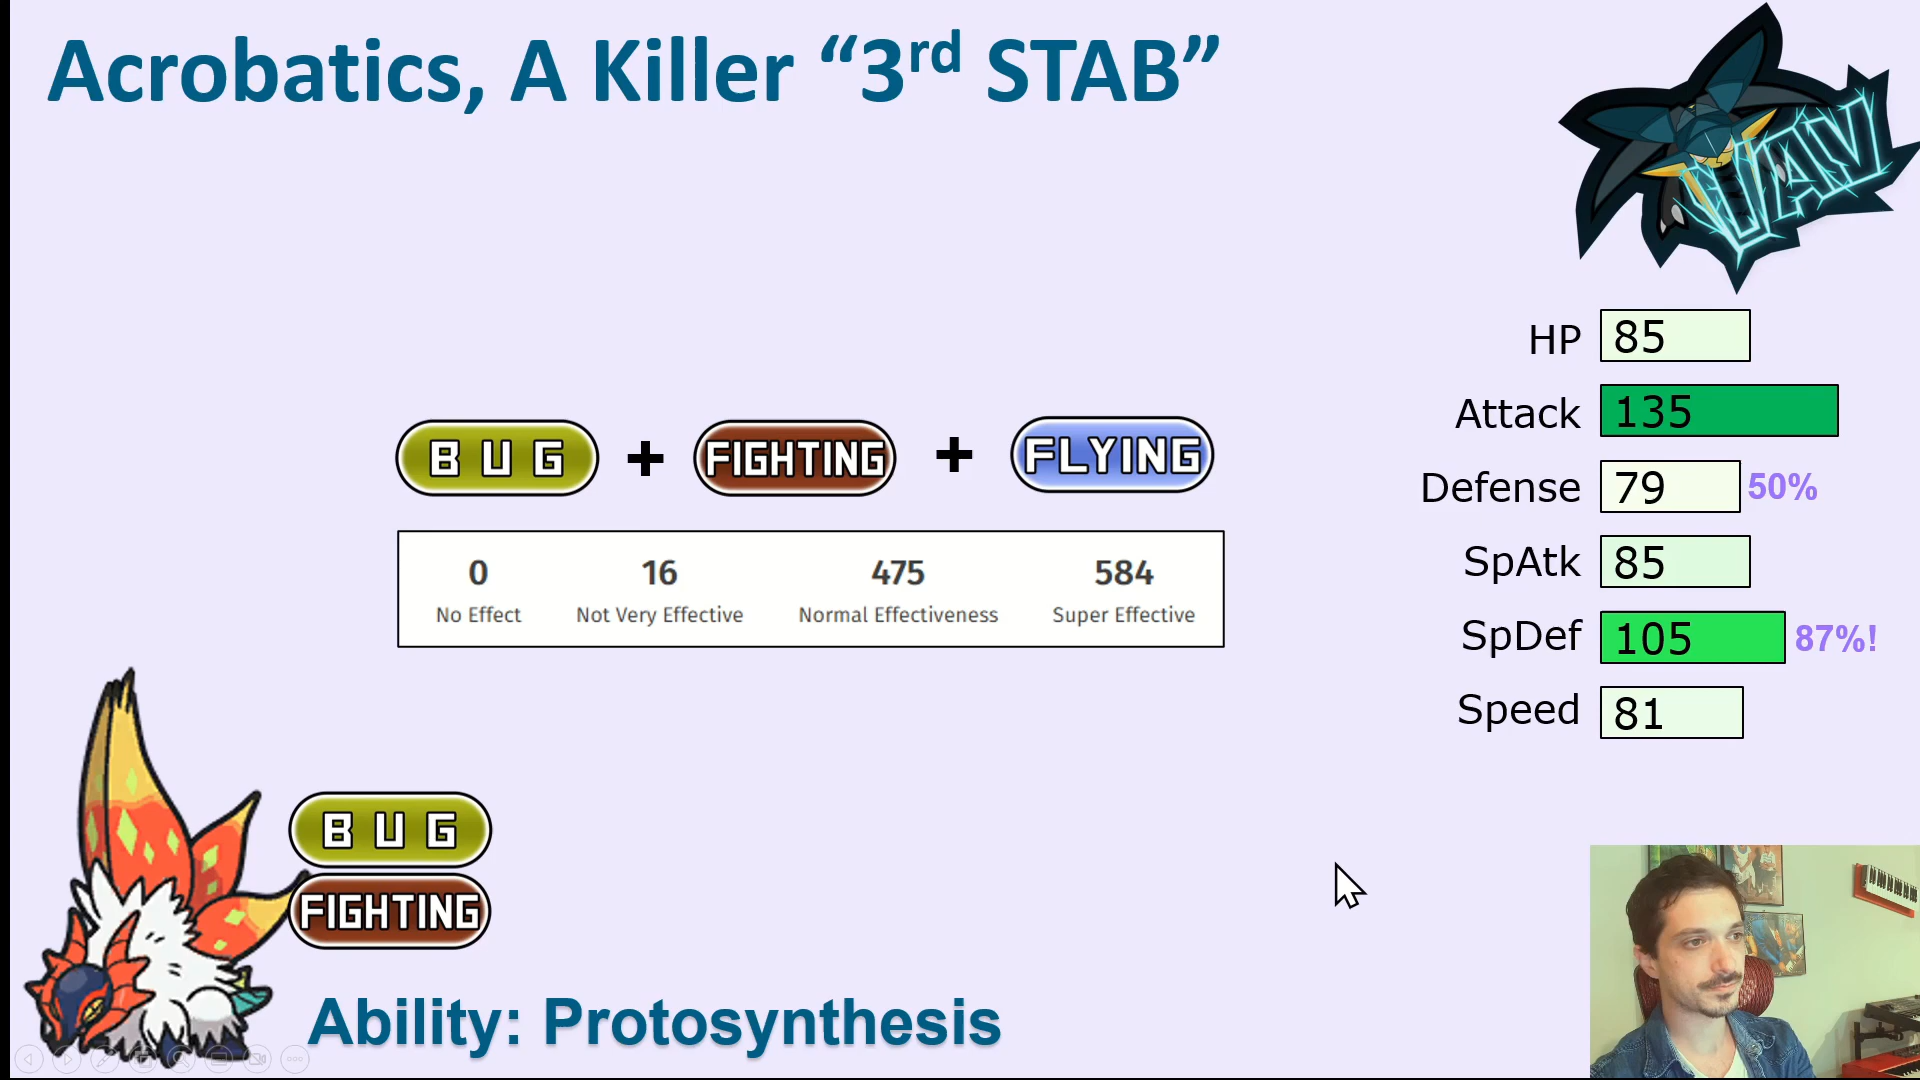 Acrobatics, A Killer “3rd STAB”
VAV
HP 85
Attack 135
Defense 79 50%
SpAtk 85
SpDef 105 87%!
Speed 81
BUG + FIGHTING + FLYING
0 16 475 584
No Effect Not Very Effective Normal Effectiveness Super Effective
BUG
FIGHTING
Ability: Protosynthesis